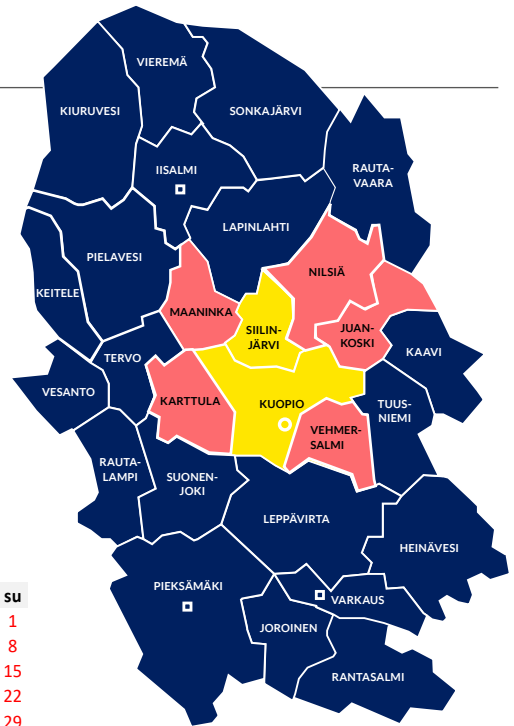 VIEREMÄ
KIURUVESI
SONKAJÄRVI
IISALMI
RAUTA-
VAARA
LAPINLAHTI
PIELAVESI
NILSIÄ
KEITELE
MAANINKA
SIILIN-
JÄRVI
JUAN-
KOSKI
KAAVI
TERVO
VESANTO
KARTTULA
KUOPIO
TUUS-
NIEMI
VEHMER-
SALMI
RAUTA-
LAMPI
SUONEN-
JOKI
LEPPÄVIRTA
HEINÄVESI
PIEKSÄMÄKI
VARKAUS
JOROINEN
RANTASALMI
su
1
8
15
22
29